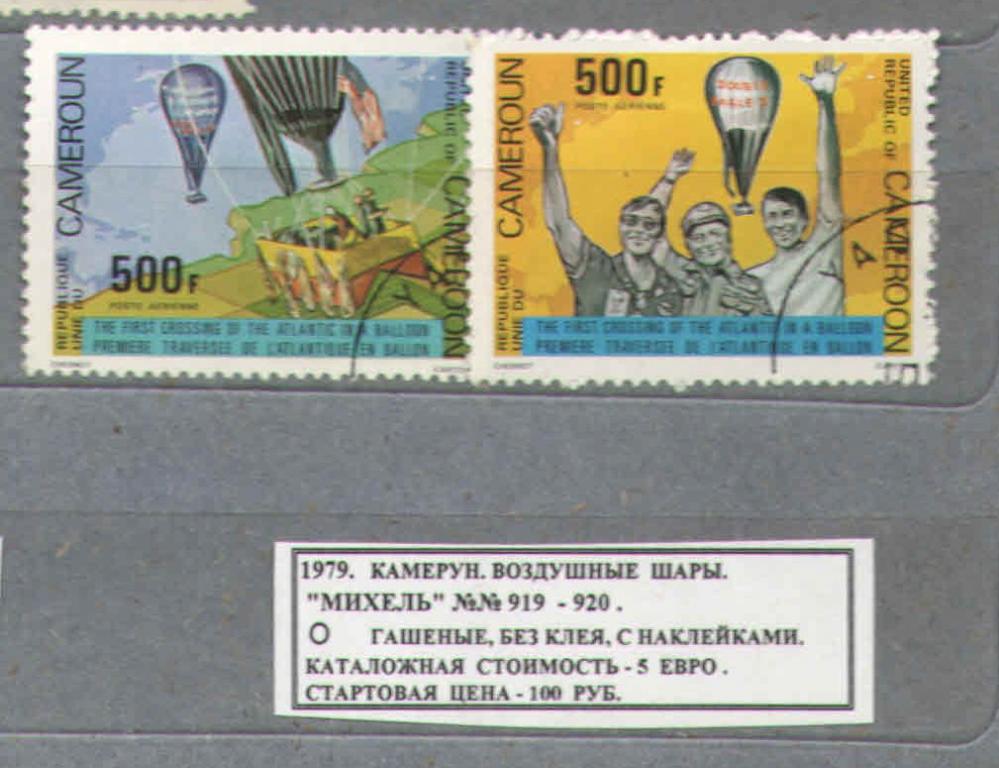 REPUBLIQUE UNIE DU CAMEROUN
500F
POSTE AERIENNE
REPUBLIC OF CAMEROON
THE FIRST CROSSING OF THE ATLANTIC IN A BALLOON
PREMIERE TRAVERSEE DE L'ATLANTIQUE EN BALLON
REPUBLIQUE UNIE DU CAMEROUN
500F
POSTE AERIENNE
DOUBLE
EAGLE
UNITED REPUBLIC OF CAMEROON
THE FIRST CROSSING OF THE ATLANTIC IN A BALLOON
PREMIERE TRAVERSEE DE L'ATLANTIQUE EN BALLON
1979. КАМЕРУН. ВОЗДУШНЫЕ ШАРЫ.
"МИХЕЛЬ" №№ 919 - 920 .
О ГАШЕНЫЕ, БЕЗ КЛЕЯ, С НАКЛЕЙКАМИ.
КАТАЛОЖНАЯ СТОИМОСТЬ - 5 ЕВРО .
СТАРТОВАЯ ЦЕНА - 100 РУБ.